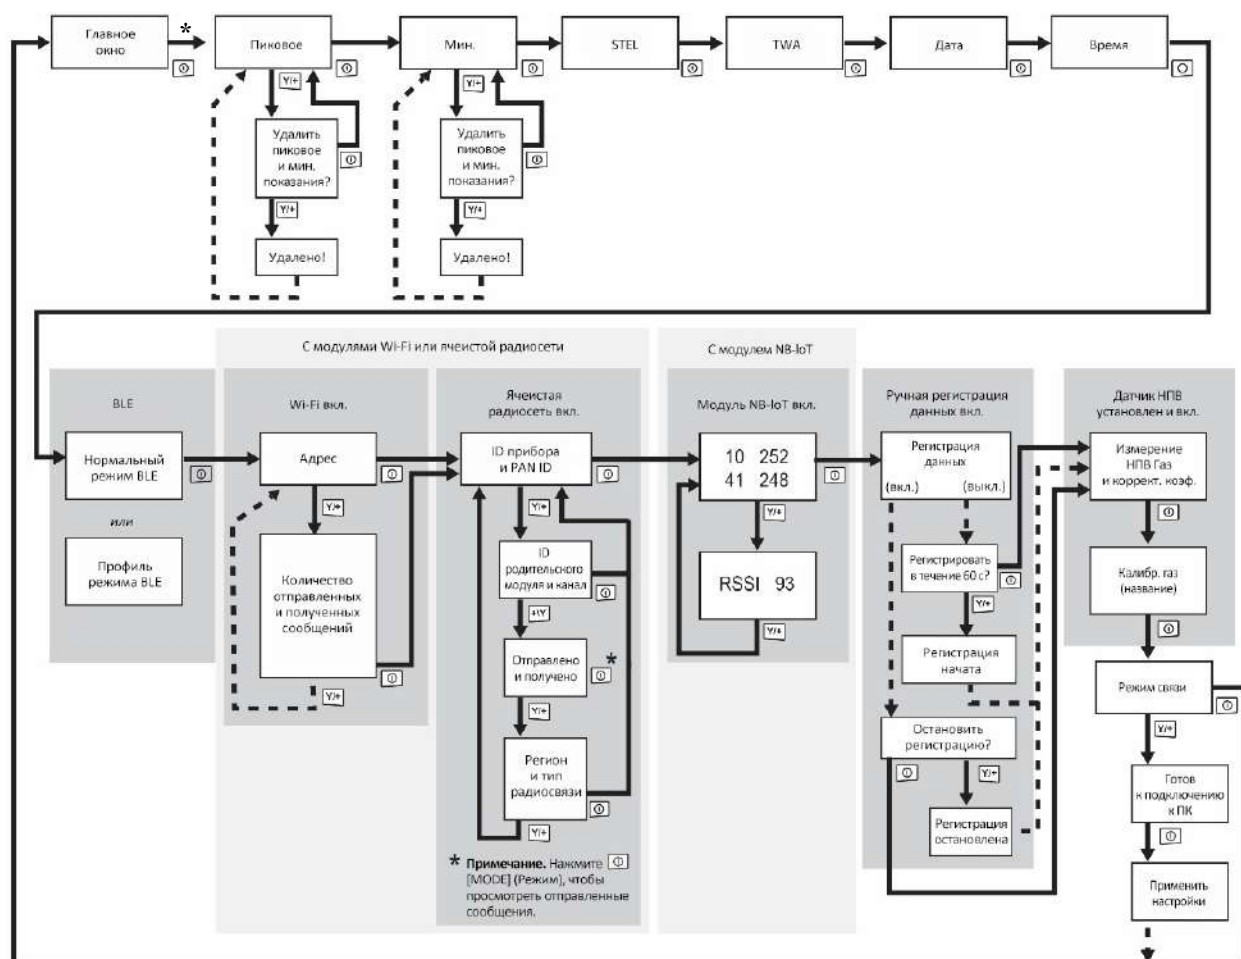 Главное
окно
*
Пиковое
Мин.
STEL
TWA
Дата
Время
Y/+
Y/+
Удалить
пиковое
и мин.
показания?
Удалить
пиковое
и мин.
показания?
Y/+
Y/+
Удалено!
Удалено!
С модулями Wi-Fi или ячеистой радиосети
С модулем NB-IoT
BLE
Wi-Fi вкл.
Ячеистая
радиосеть вкл.
Модуль NB-IoT вкл.
Ручная регистрация
данных вкл.
Датчик НПВ
установлен и вкл.
Нормальный
режим BLE
или
Профиль
режима BLE
Адрес
Y/+
Количество
отправленных
и полученных
сообщений
Y/+
ID прибора
и PAN ID
Y/+
ID
родительского
модуля и канал
+/Y
Отправлено
и получено
*
Y/+
Регион
и тип
радиосвязи
Y/+
* Примечание. Нажмите
[MODE] (Режим), чтобы
просмотреть отправленные
сообщения.
10 252
41 248
Y/+
RSSI 93
Y/+
Регистрация
данных
(вкл.) (выкл.)
Регистрировать
в течение 60 с?
Y/+
Регистрация
начата
Остановить
регистрацию?
Y/+
Регистрация
остановлена
Измерение
НПВ Газ
и коррект. коэф.
Калибр. газ
(название)
Режим связи
Y/+
Готов
к подключению
к ПК
Применить
настройки